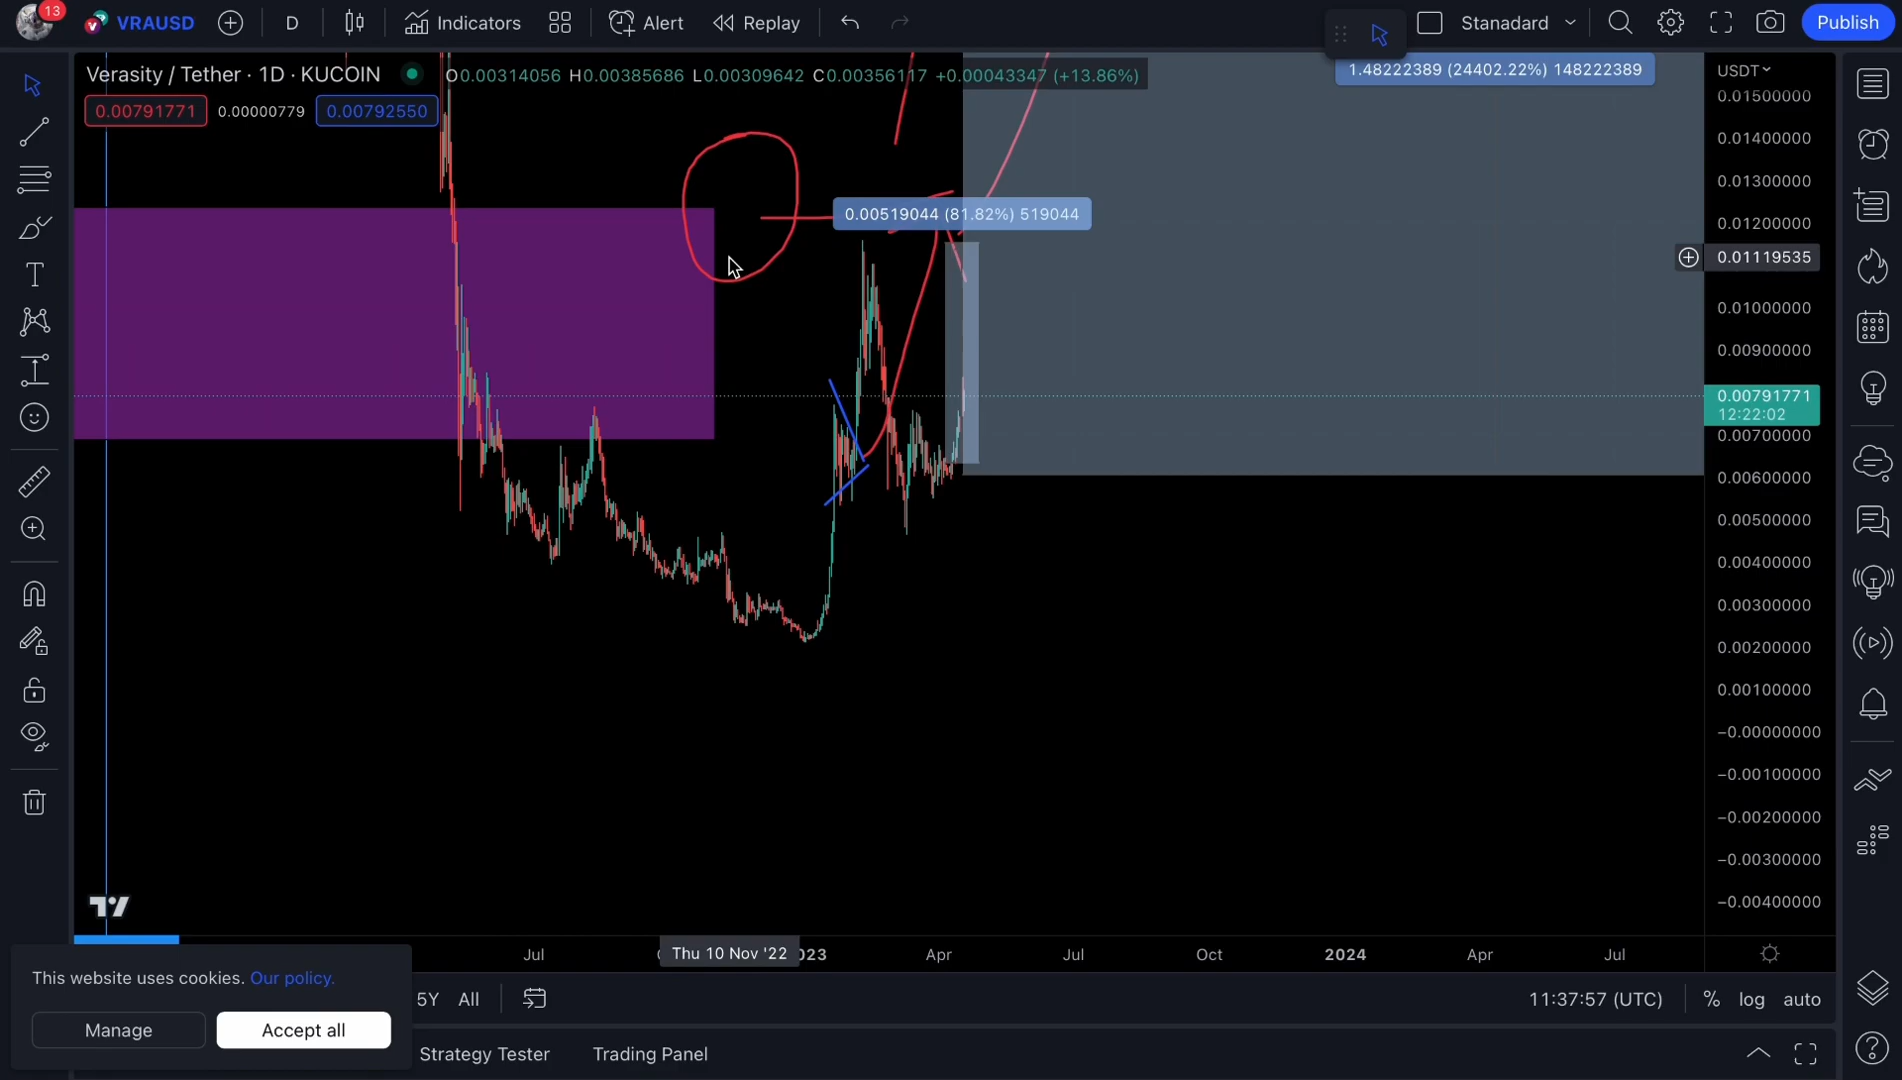 13
VRAUSD
D
Indicators
Alert
Replay
Stanadard
Publish
Verasity / Tether · 1D · KUCOIN
O0.00314056 H0.00385686 L0.00309642 C0.00356117 +0.00043347 (+13.86%)
1.48222389 (24402.22%) 148222389
USDT
0.00791771
0.00000779
0.00792550
0.01500000
0.01400000
0.01300000
0.01200000
0.00519044 (81.82%) 519044
0.01119535
0.01000000
0.00900000
0.00791771
12:22:02
0.00700000
0.00600000
0.00500000
0.00400000
0.00300000
0.00200000
0.00100000
−0.00000000
−0.00100000
−0.00200000
−0.00300000
−0.00400000
Jul
Thu 10 Nov '22
023
Apr
Jul
Oct
2024
Apr
Jul
This website uses cookies. Our policy.
Manage
Accept all
5Y
All
11:37:57 (UTC)
%
log
auto
Strategy Tester
Trading Panel